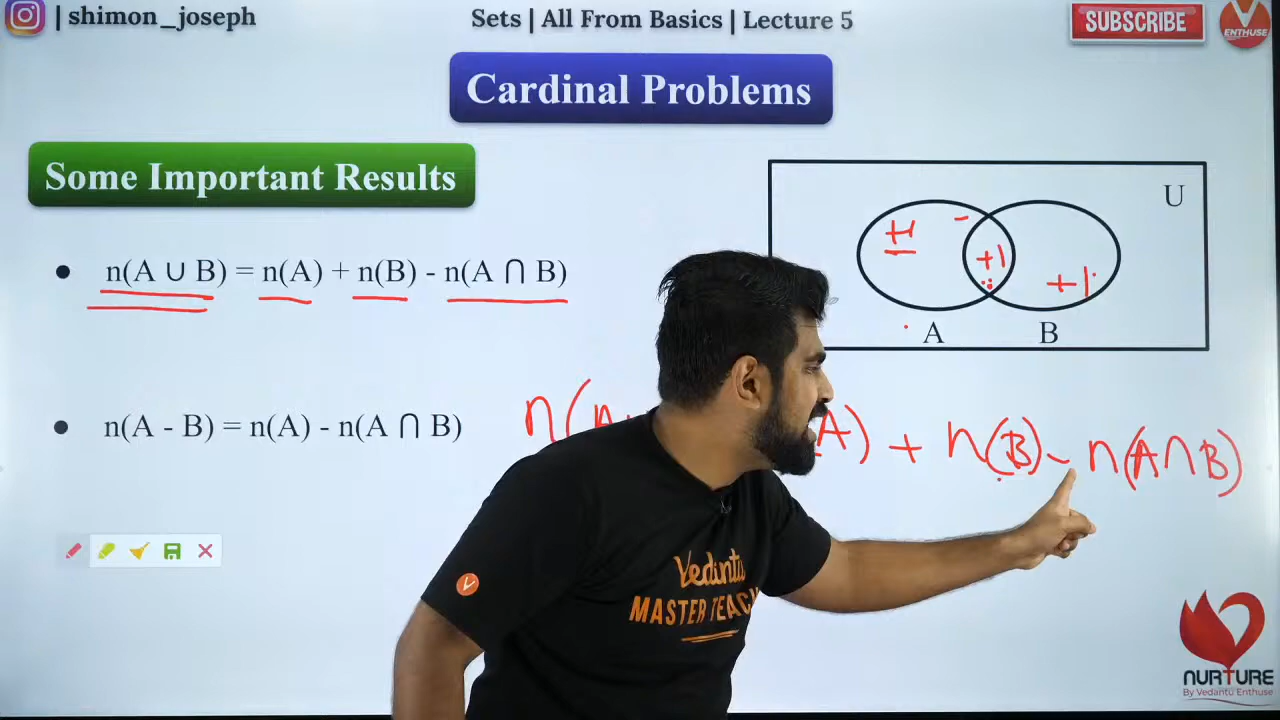 | shimon_joseph
Sets | All From Basics | Lecture 5
SUBSCRIBE
V
ENTHUSE
Cardinal Problems
Some Important Results
U
● n(A ∪ B) = n(A) + n(B) - n(A ∩ B)
+1
-
+1
+1
A
B
● n(A - B) = n(A) - n(A ∩ B)
n(A A) + n(B) - n(A ∩ B)
Vedantu
MASTER TEAC
V
NURTURE
By Vedantu Enthuse